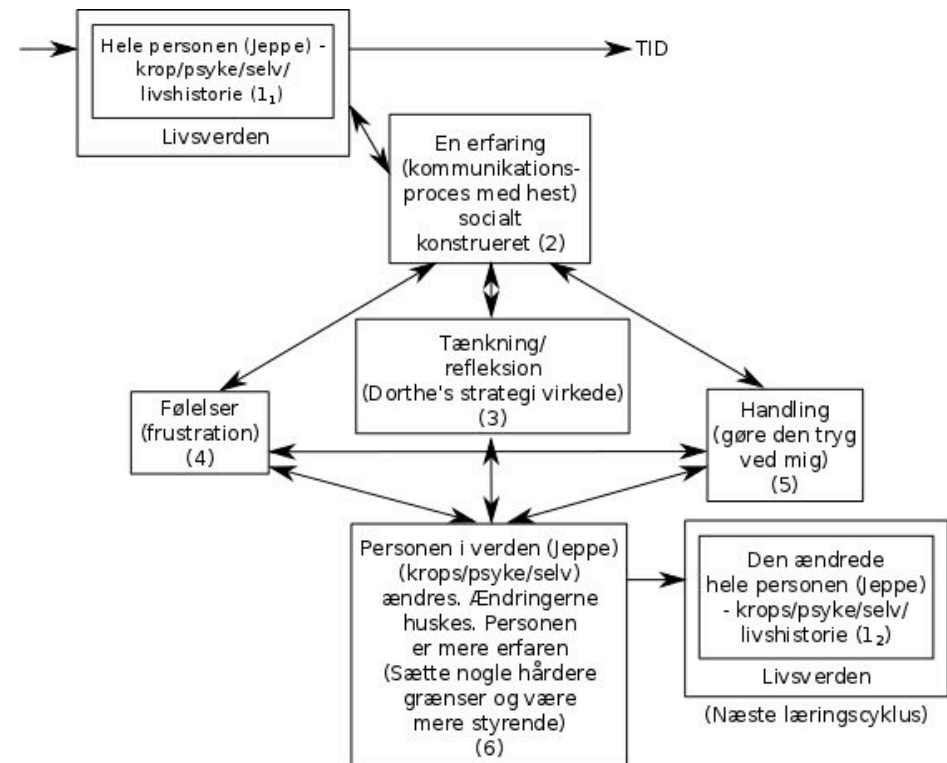 Hele personen (Jeppe) -
krop/psyke/selv/
livshistorie (1₁)
Livsverden
TID
En erfaring
(kommunikations-
proces med hest)
socialt
konstrueret (2)
Tænkning/
refleksion
(Dorthe's strategi virkede)
(3)
Følelser
(frustration)
(4)
Handling
(gøre den tryg
ved mig)
(5)
Personen i verden (Jeppe)
(krops/psyke/selv)
ændres. Ændringerne
huskes. Personen
er mere erfaren
(Sætte nogle hårdere
grænser og være
mere styrende)
(6)
Den ændrede
hele personen (Jeppe)
- krops/psyke/selv/
livshistorie (1₂)
Livsverden
(Næste læringscyklus)